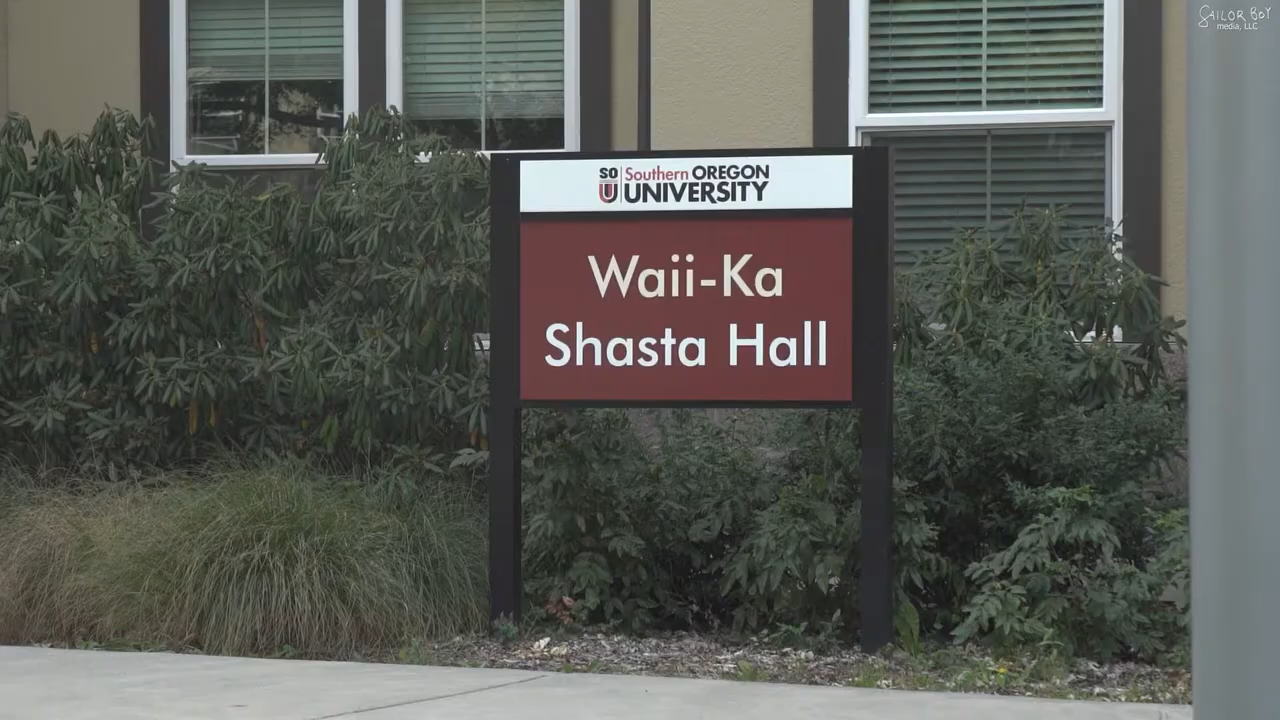 SAILOR BOY
media, LLC
SO
U
Southern OREGON
UNIVERSITY
Waii-Ka
Shasta Hall